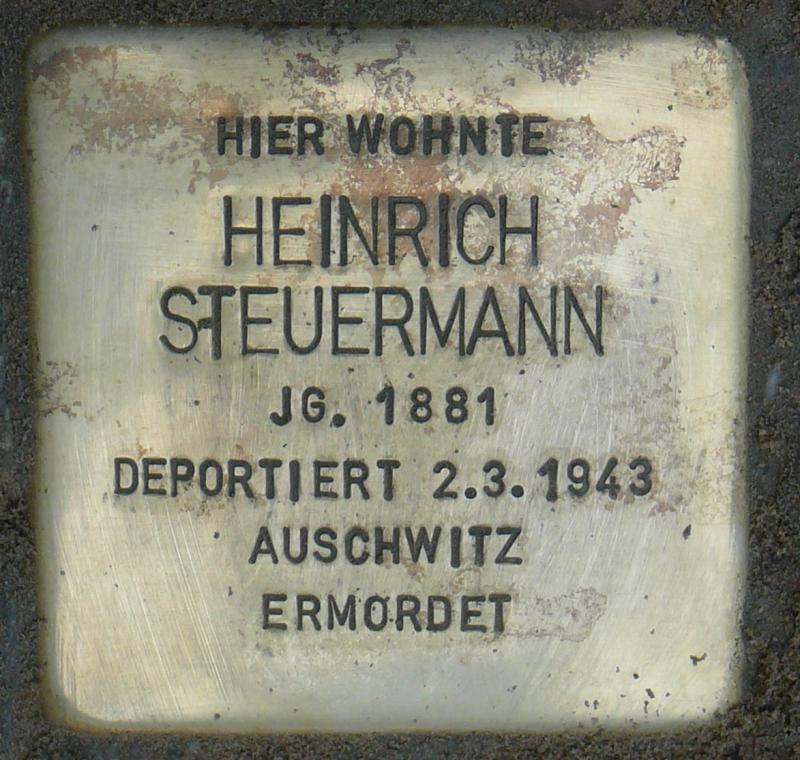 HIER WOHNTE
HEINRICH
STEUERMANN
JG. 1881
DEPORTIERT 2.3.1943
AUSCHWITZ
ERMORDET